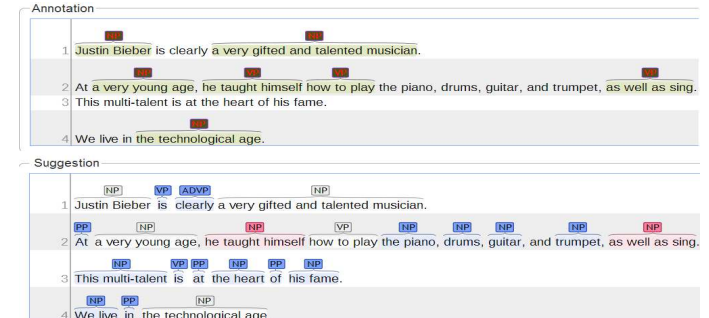 Annotation
NP NP
1 Justin Bieber is clearly a very gifted and talented musician.
NP VP VP VP
2 At a very young age, he taught himself how to play the piano, drums, guitar, and trumpet, as well as sing.
3 This multi-talent is at the heart of his fame.
NP
4 We live in the technological age.
Suggestion
NP VP ADVP NP
1 Justin Bieber is clearly a very gifted and talented musician.
PP NP NP VP NP NP NP NP NP
2 At a very young age, he taught himself how to play the piano, drums, guitar, and trumpet, as well as sing.
NP VP PP NP PP NP
3 This multi-talent is at the heart of his fame.
NP PP NP
4 We live in the technological age